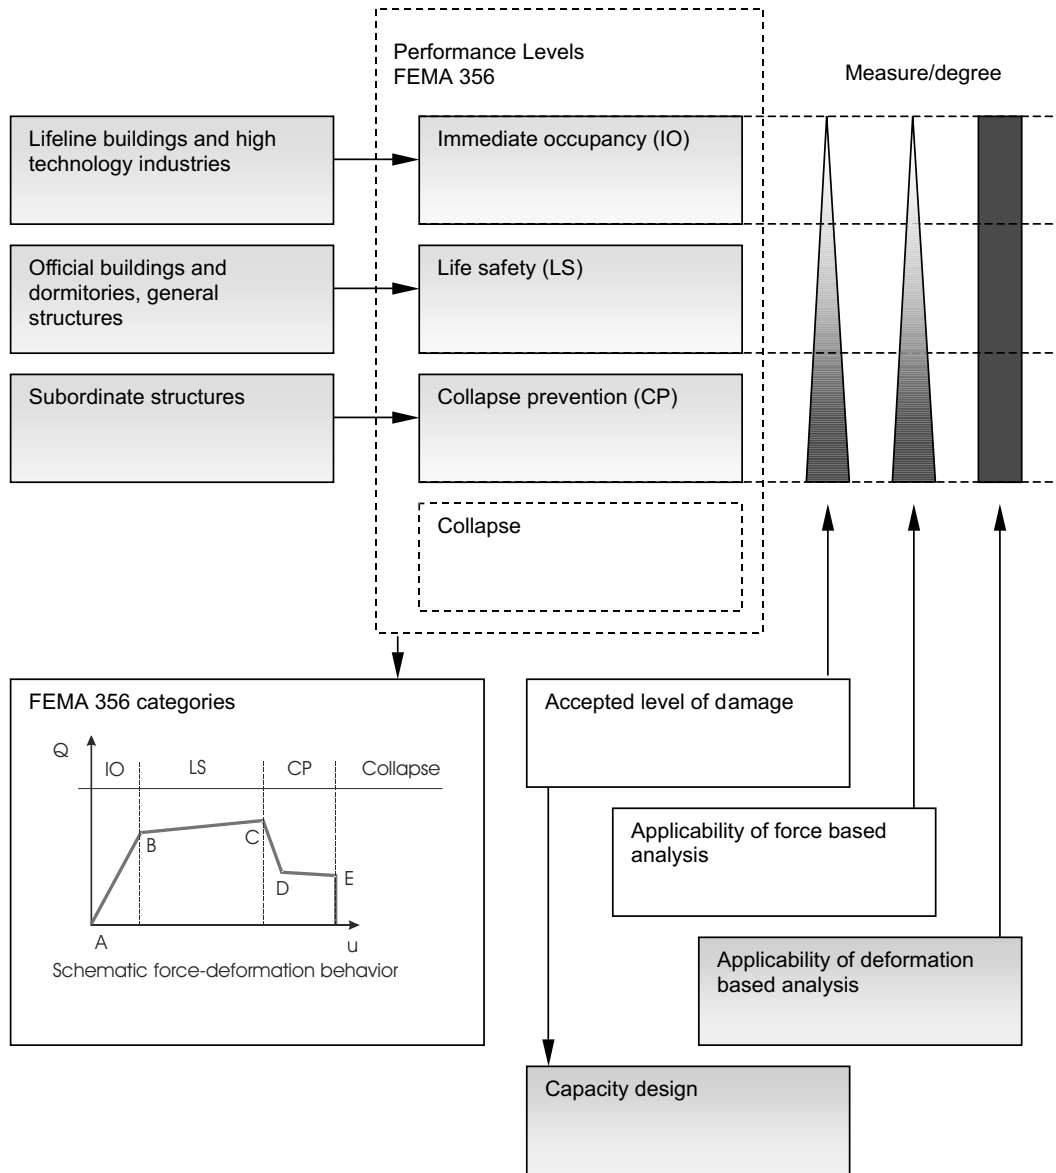 Performance Levels
FEMA 356
Measure/degree
Lifeline buildings and high
technology industries
Immediate occupancy (IO)
Official buildings and
dormitories, general
structures
Life safety (LS)
Subordinate structures
Collapse prevention (CP)
Collapse
FEMA 356 categories
Q
IO
LS
CP
Collapse
B
C
D
E
A
u
Schematic force-deformation behavior
Accepted level of damage
Applicability of force based
analysis
Applicability of deformation
based analysis
Capacity design